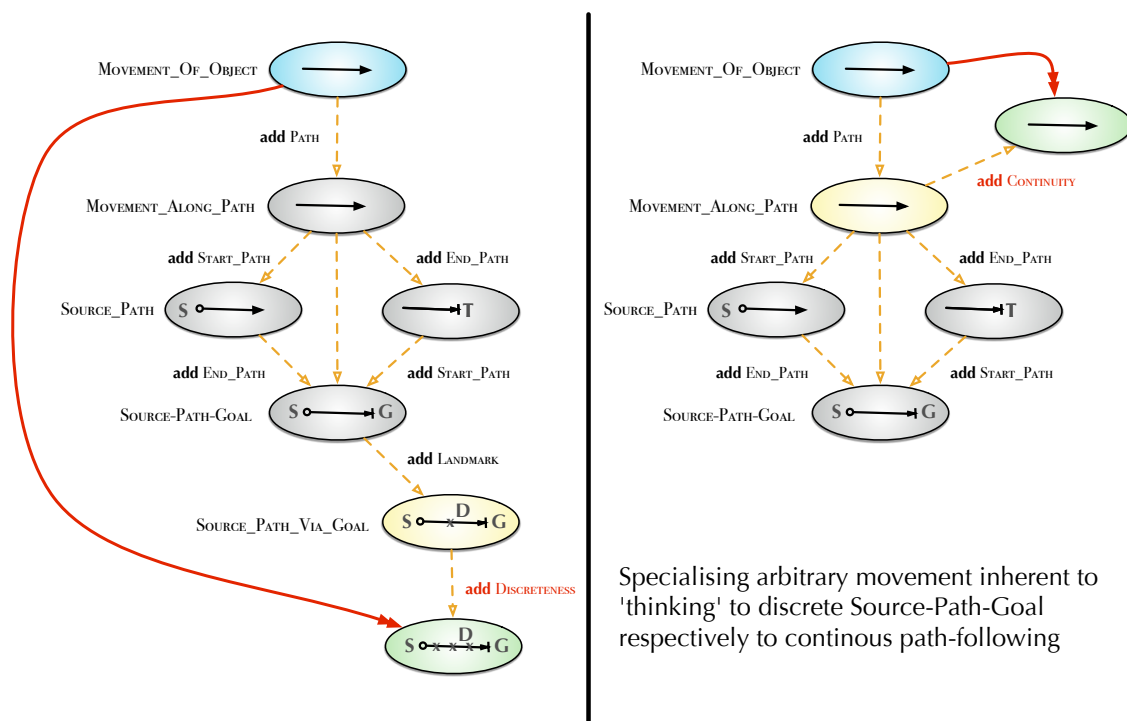 MOVEMENT_OF_OBJECT
add PATH
MOVEMENT_ALONG_PATH
add START_PATH
add END_PATH
SOURCE_PATH
S
T
add END_PATH
add START_PATH
SOURCE-PATH-GOAL
S
G
add LANDMARK
SOURCE_PATH_VIA_GOAL
S
x
D
G
add DISCRETENESS
S
x x x
D
G
MOVEMENT_OF_OBJECT
add PATH
add CONTINUITY
MOVEMENT_ALONG_PATH
add START_PATH
add END_PATH
SOURCE_PATH
S
T
add END_PATH
add START_PATH
SOURCE-PATH-GOAL
S
G
Specialising arbitrary movement inherent to
'thinking' to discrete Source-Path-Goal
respectively to continous path-following